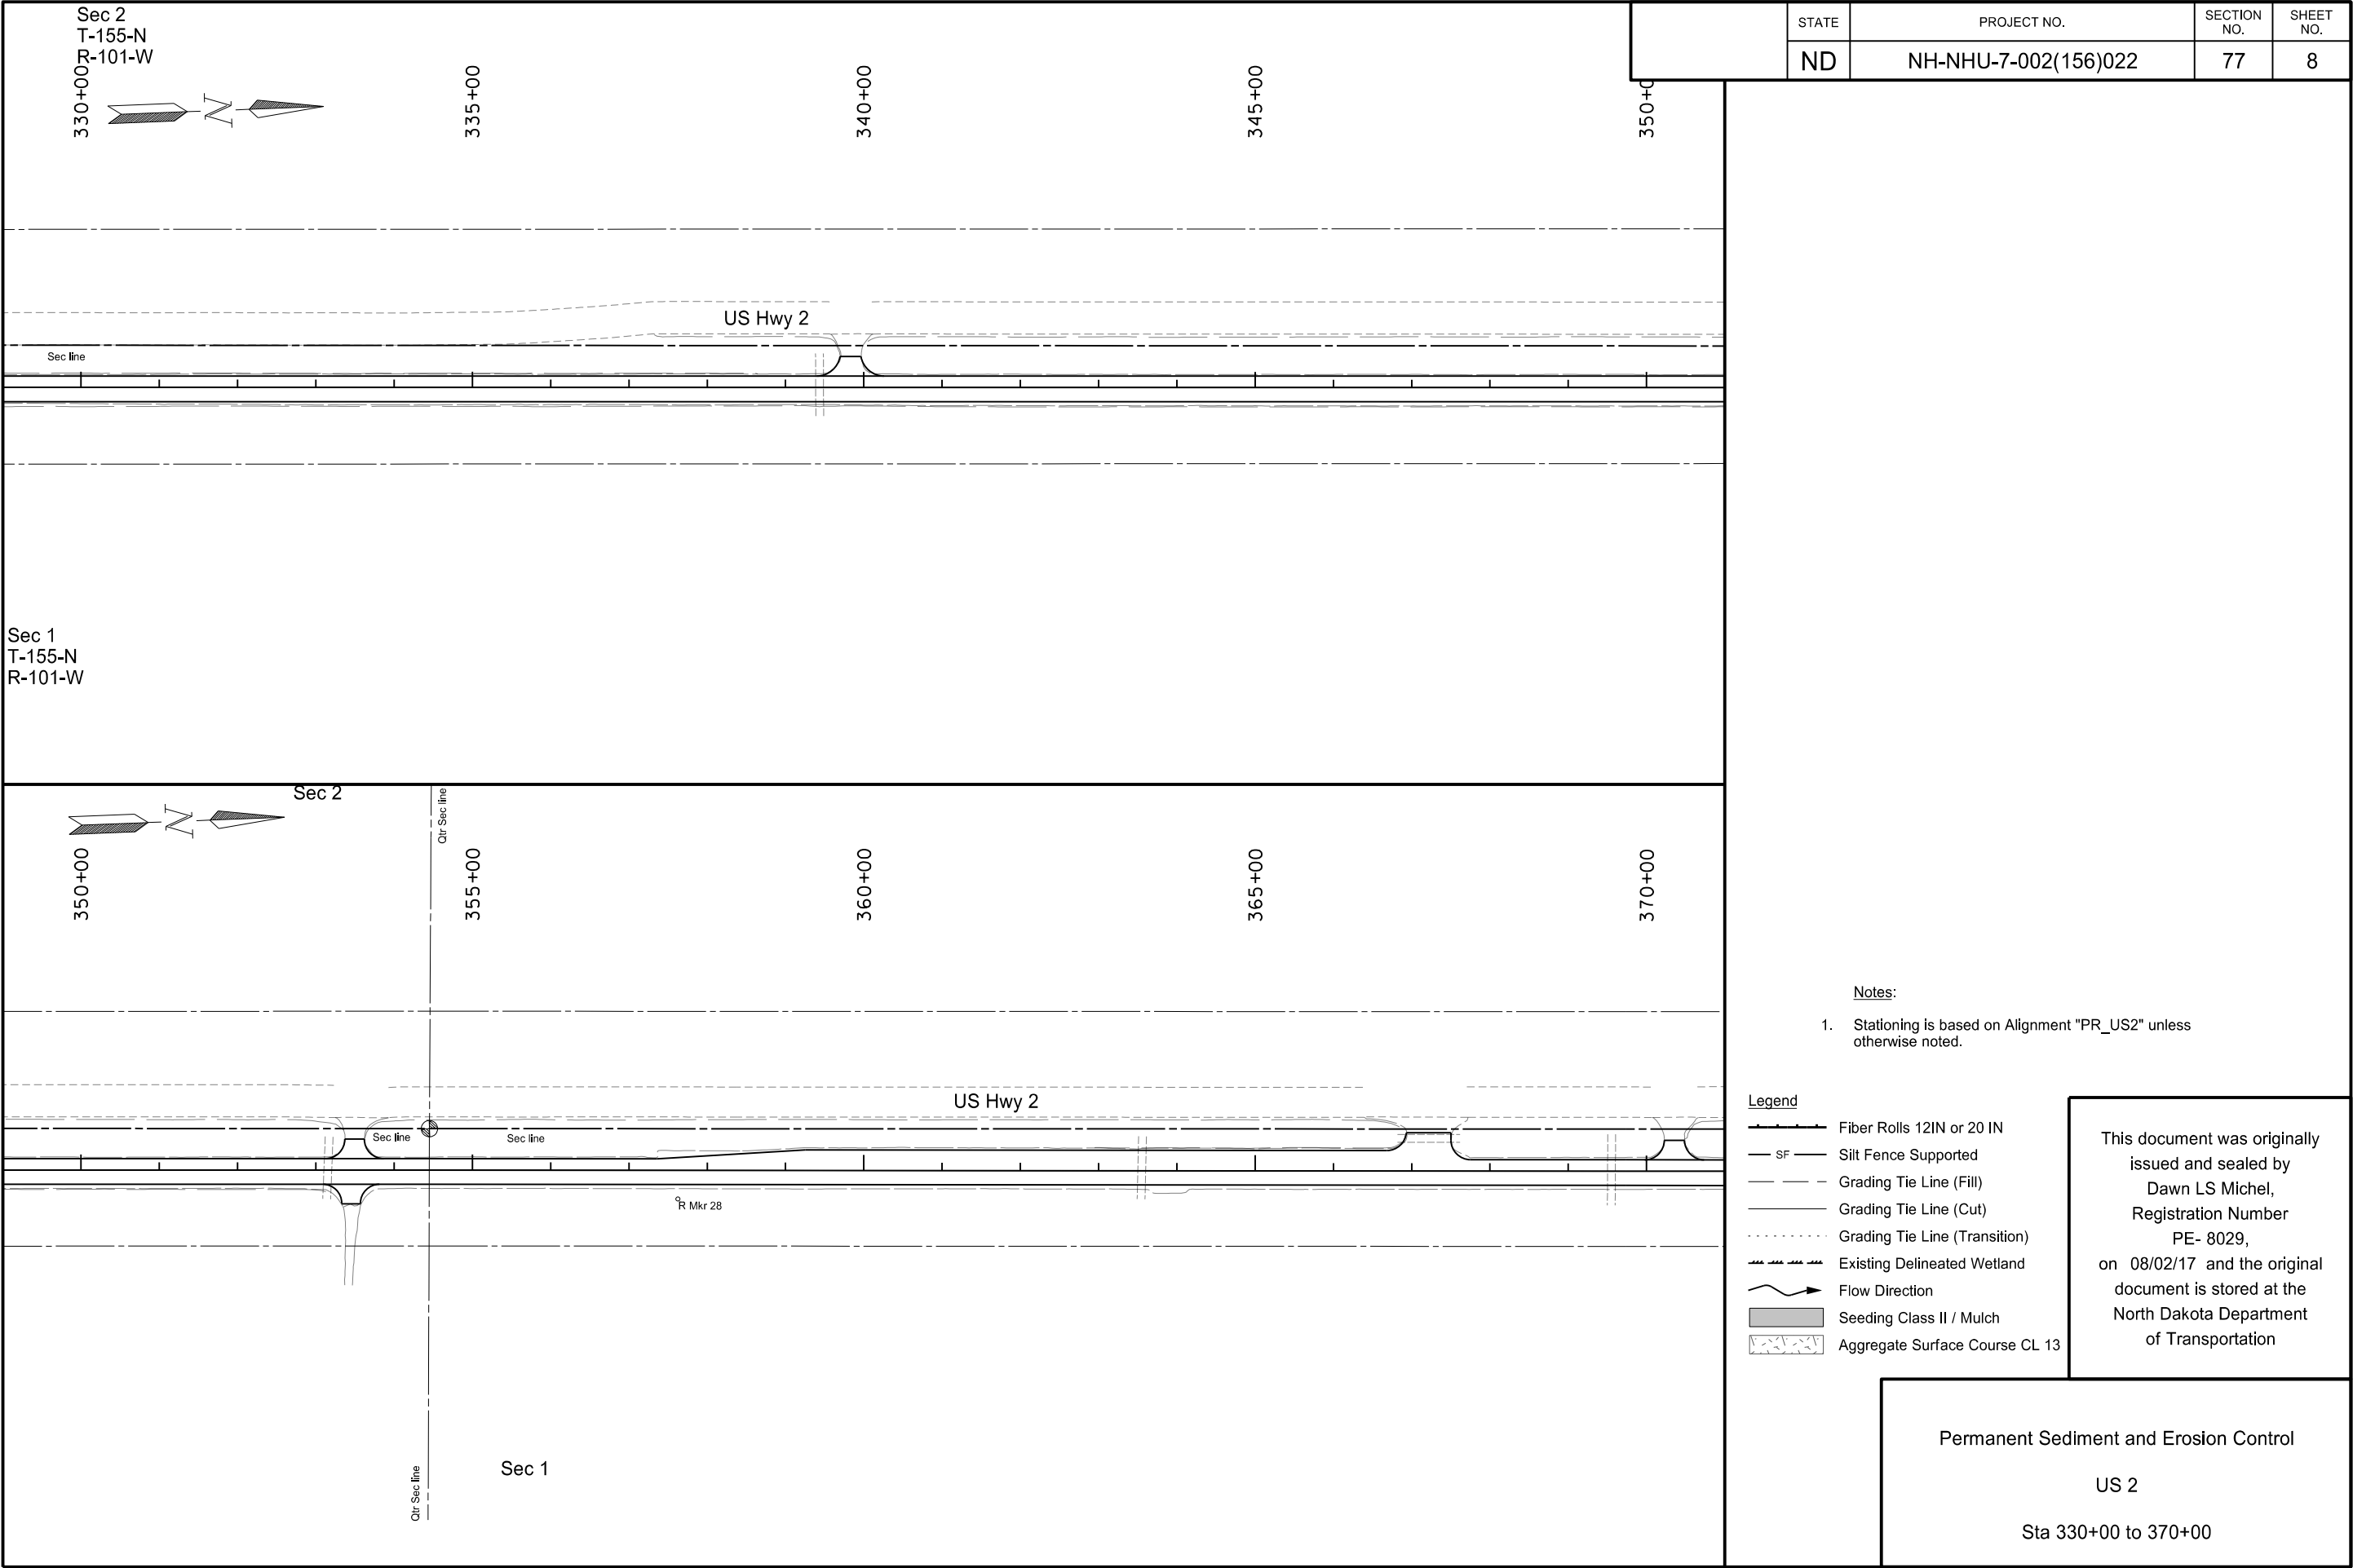 Sec 2
T-155-N
R-101-W
330+00
335+00
340+00
345+00
350+0
N
STATE
PROJECT NO.
SECTION
NO.
SHEET
NO.
ND
NH-NHU-7-002(156)022
77
8
US Hwy 2
Sec line
Sec 1
T-155-N
R-101-W
Sec 2
N
Qtr Sec line
350+00
355+00
360+00
365+00
370+00
US Hwy 2
Sec line
Sec line
R Mkr 28
Qtr Sec line
Sec 1
Notes:
1. Stationing is based on Alignment "PR_US2" unless
otherwise noted.
Legend
Fiber Rolls 12IN or 20 IN
SF Silt Fence Supported
Grading Tie Line (Fill)
Grading Tie Line (Cut)
Grading Tie Line (Transition)
Existing Delineated Wetland
Flow Direction
Seeding Class II / Mulch
Aggregate Surface Course CL 13
This document was originally
issued and sealed by
Dawn LS Michel,
Registration Number
PE- 8029,
on 08/02/17 and the original
document is stored at the
North Dakota Department
of Transportation
Permanent Sediment and Erosion Control
US 2
Sta 330+00 to 370+00